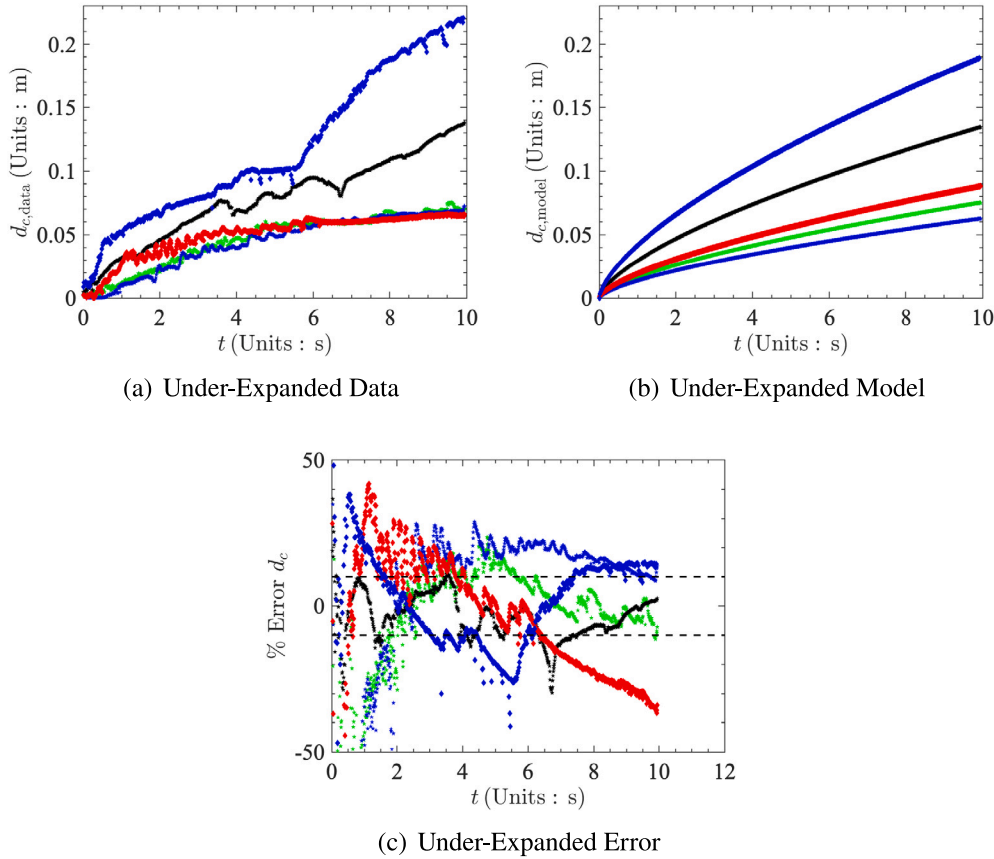 0.2
0.15
0.1
0.05
0
d_{c,data} (Units : m)
0 2 4 6 8 10
t (Units : s)
(a) Under-Expanded Data
0.2
0.15
0.1
0.05
0
d_{c,model} (Units : m)
0 2 4 6 8 10
t (Units : s)
(b) Under-Expanded Model
50
0
-50
% Error d_c
0 2 4 6 8 10 12
t (Units : s)
(c) Under-Expanded Error